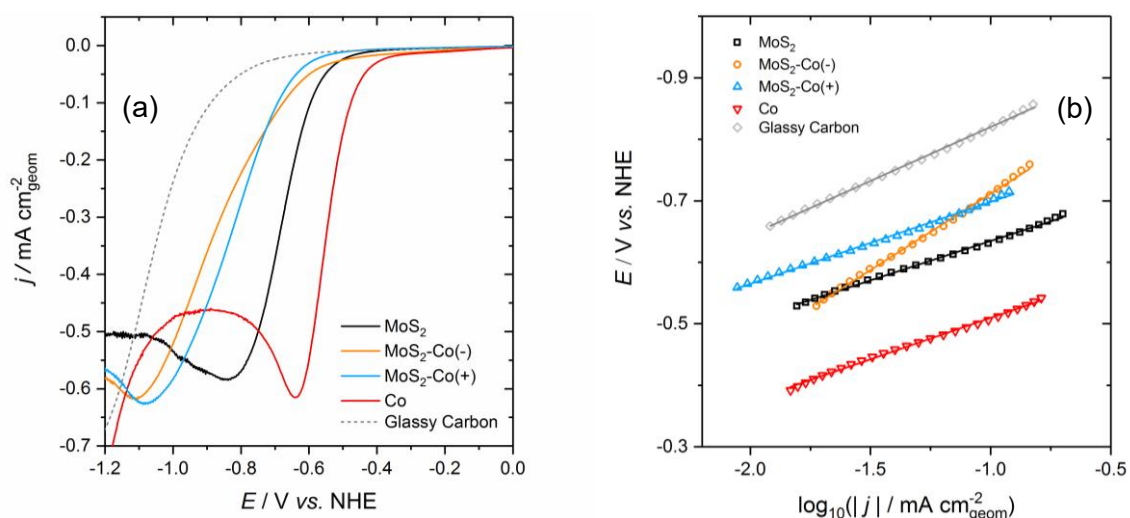 (a)
0.0
-0.1
-0.2
-0.3
-0.4
-0.5
-0.6
-0.7
j / mA cm⁻²geom
MoS₂
MoS₂-Co(-)
MoS₂-Co(+)
Co
Glassy Carbon
-1.2 -1.0 -0.8 -0.6 -0.4 -0.2 0.0
E / V vs. NHE
(b)
MoS₂
MoS₂-Co(-)
MoS₂-Co(+)
Co
Glassy Carbon
-0.9
-0.7
-0.5
-0.3
E / V vs. NHE
-2.0 -1.5 -1.0 -0.5
log₁₀(| j | / mA cm⁻²geom)